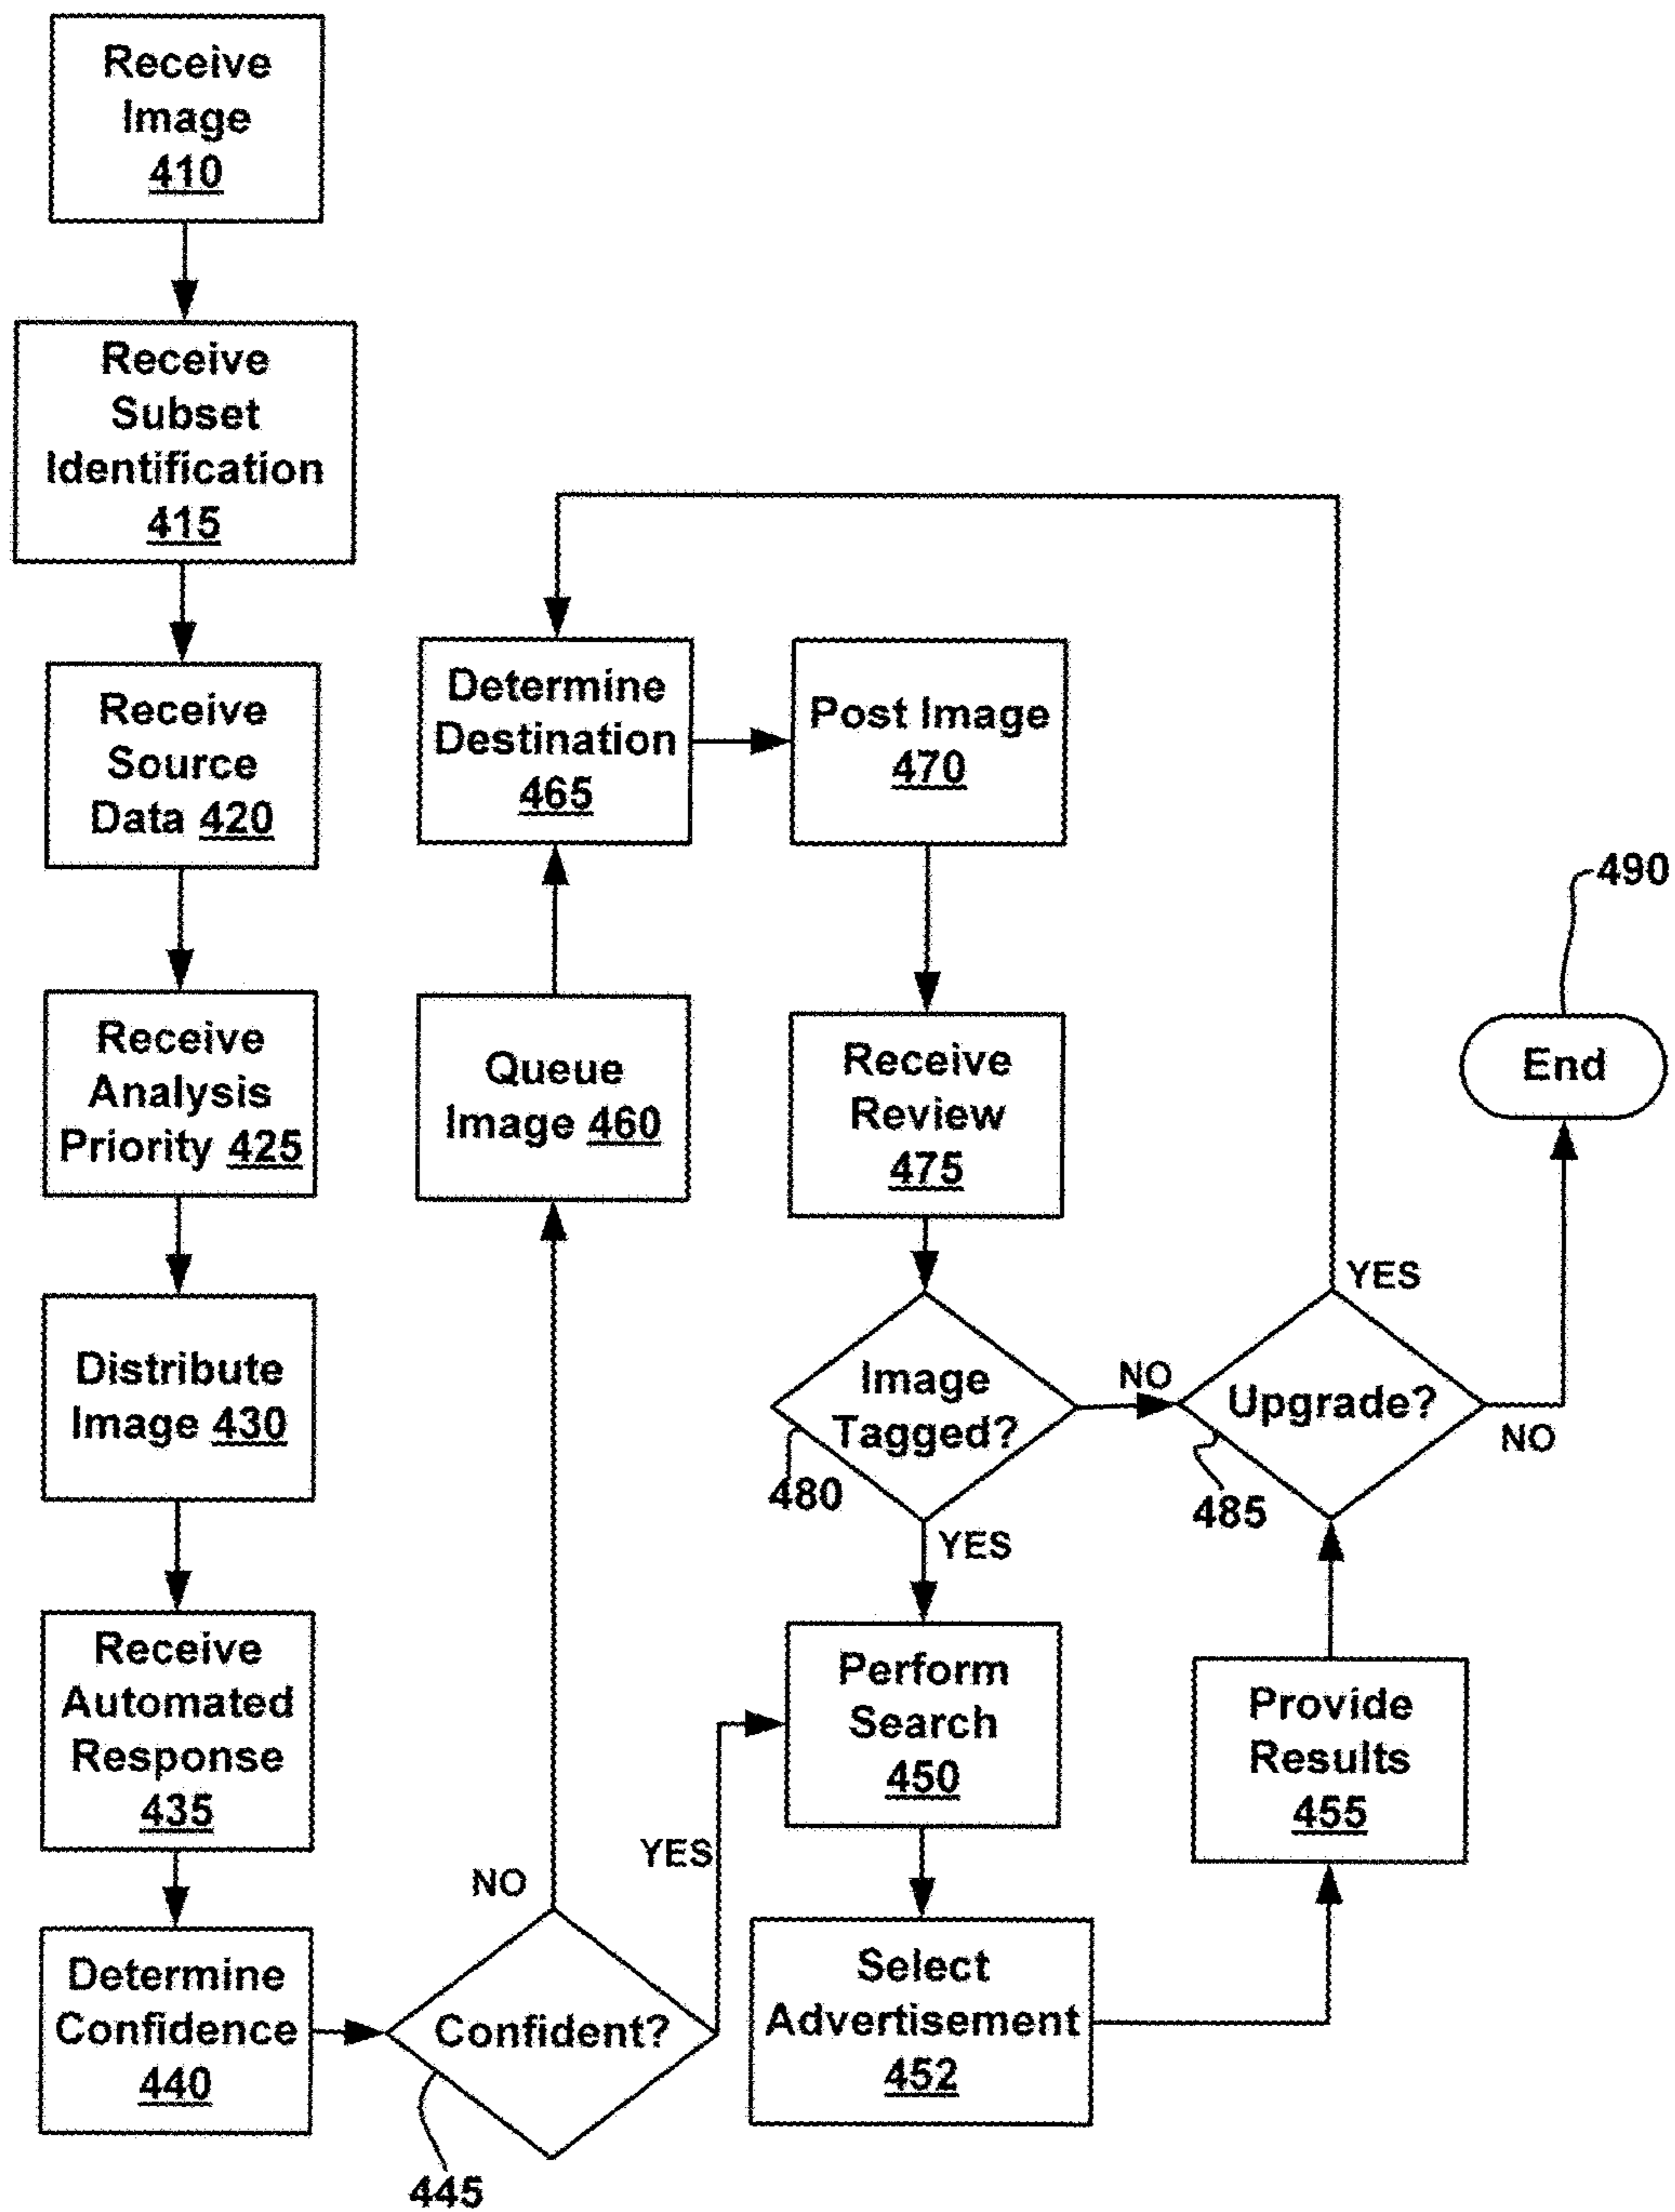 Receive
Image
410
Receive
Subset
Identification
415
Receive
Source
Data 420
Receive
Analysis
Priority 425
Distribute
Image 430
Receive
Automated
Response
435
Determine
Confidence
440
Confident?
445
NO
YES
Queue
Image 460
Determine
Destination
465
Post Image
470
Receive
Review
475
Image
Tagged?
480
NO
YES
Perform
Search
450
Select
Advertisement
452
Provide
Results
455
Upgrade?
485
YES
NO
End
490